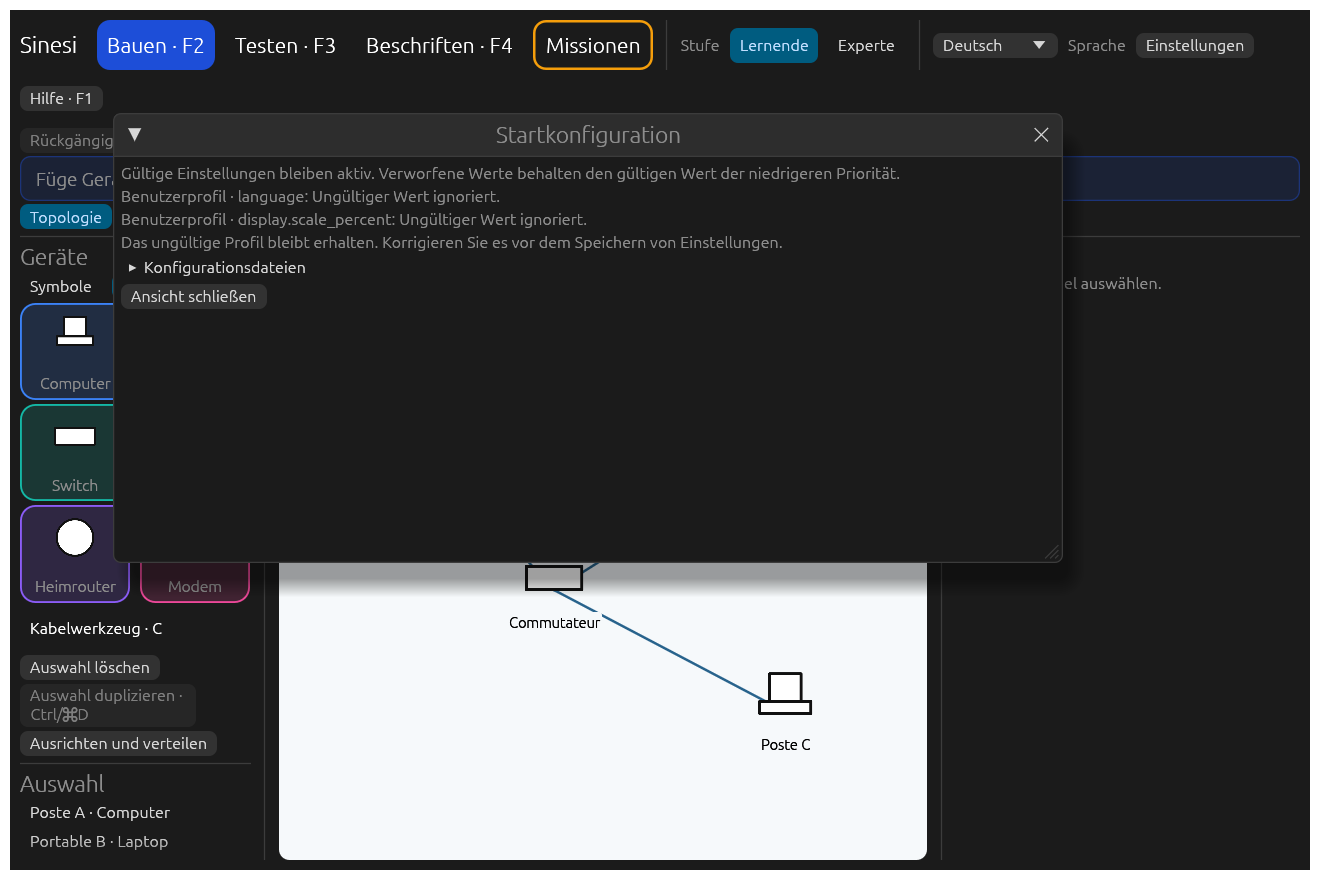 Sinesi
Bauen · F2
Testen · F3
Beschriften · F4
Missionen
Stufe
Lernende
Experte
Deutsch
Sprache
Einstellungen
Hilfe · F1
Rückgängig
Füge
Topologie
Startkonfiguration
Gültige Einstellungen bleiben aktiv. Verworfene Werte behalten den gültigen Wert der niedrigeren Priorität.
Benutzerprofil · language: Ungültiger Wert ignoriert.
Benutzerprofil · display.scale_percent: Ungültiger Wert ignoriert.
Das ungültige Profil bleibt erhalten. Korrigieren Sie es vor dem Speichern von Einstellungen.
Konfigurationsdateien
Ansicht schließen
auswählen.
Geräte
Symbole
Computer
Switch
Heimrouter
Modem
Kabelwerkzeug · C
Auswahl löschen
Auswahl duplizieren ·
Ctrl/⌘D
Ausrichten und verteilen
Auswahl
Poste A · Computer
Portable B · Laptop
Commutateur
Poste C